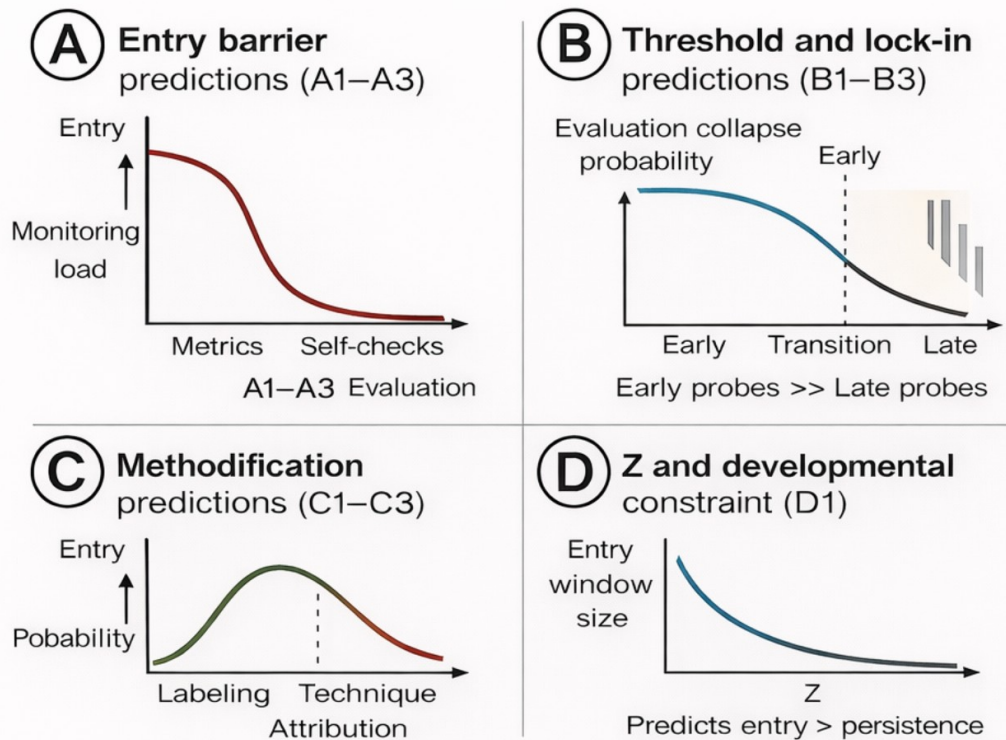 A
Entry barrier
predictions (A1–A3)
Entry
Monitoring
load
Metrics
Self-checks
A1–A3 Evaluation
B
Threshold and lock-in
predictions (B1–B3)
Evaluation collapse
probability
Early
Early
Transition
Late
Early probes >> Late probes
C
Methodification
predictions (C1–C3)
Entry
Pobability
Labeling
Technique
Attribution
D
Z and developmental
constraint (D1)
Entry
window
size
Z
Predicts entry > persistence